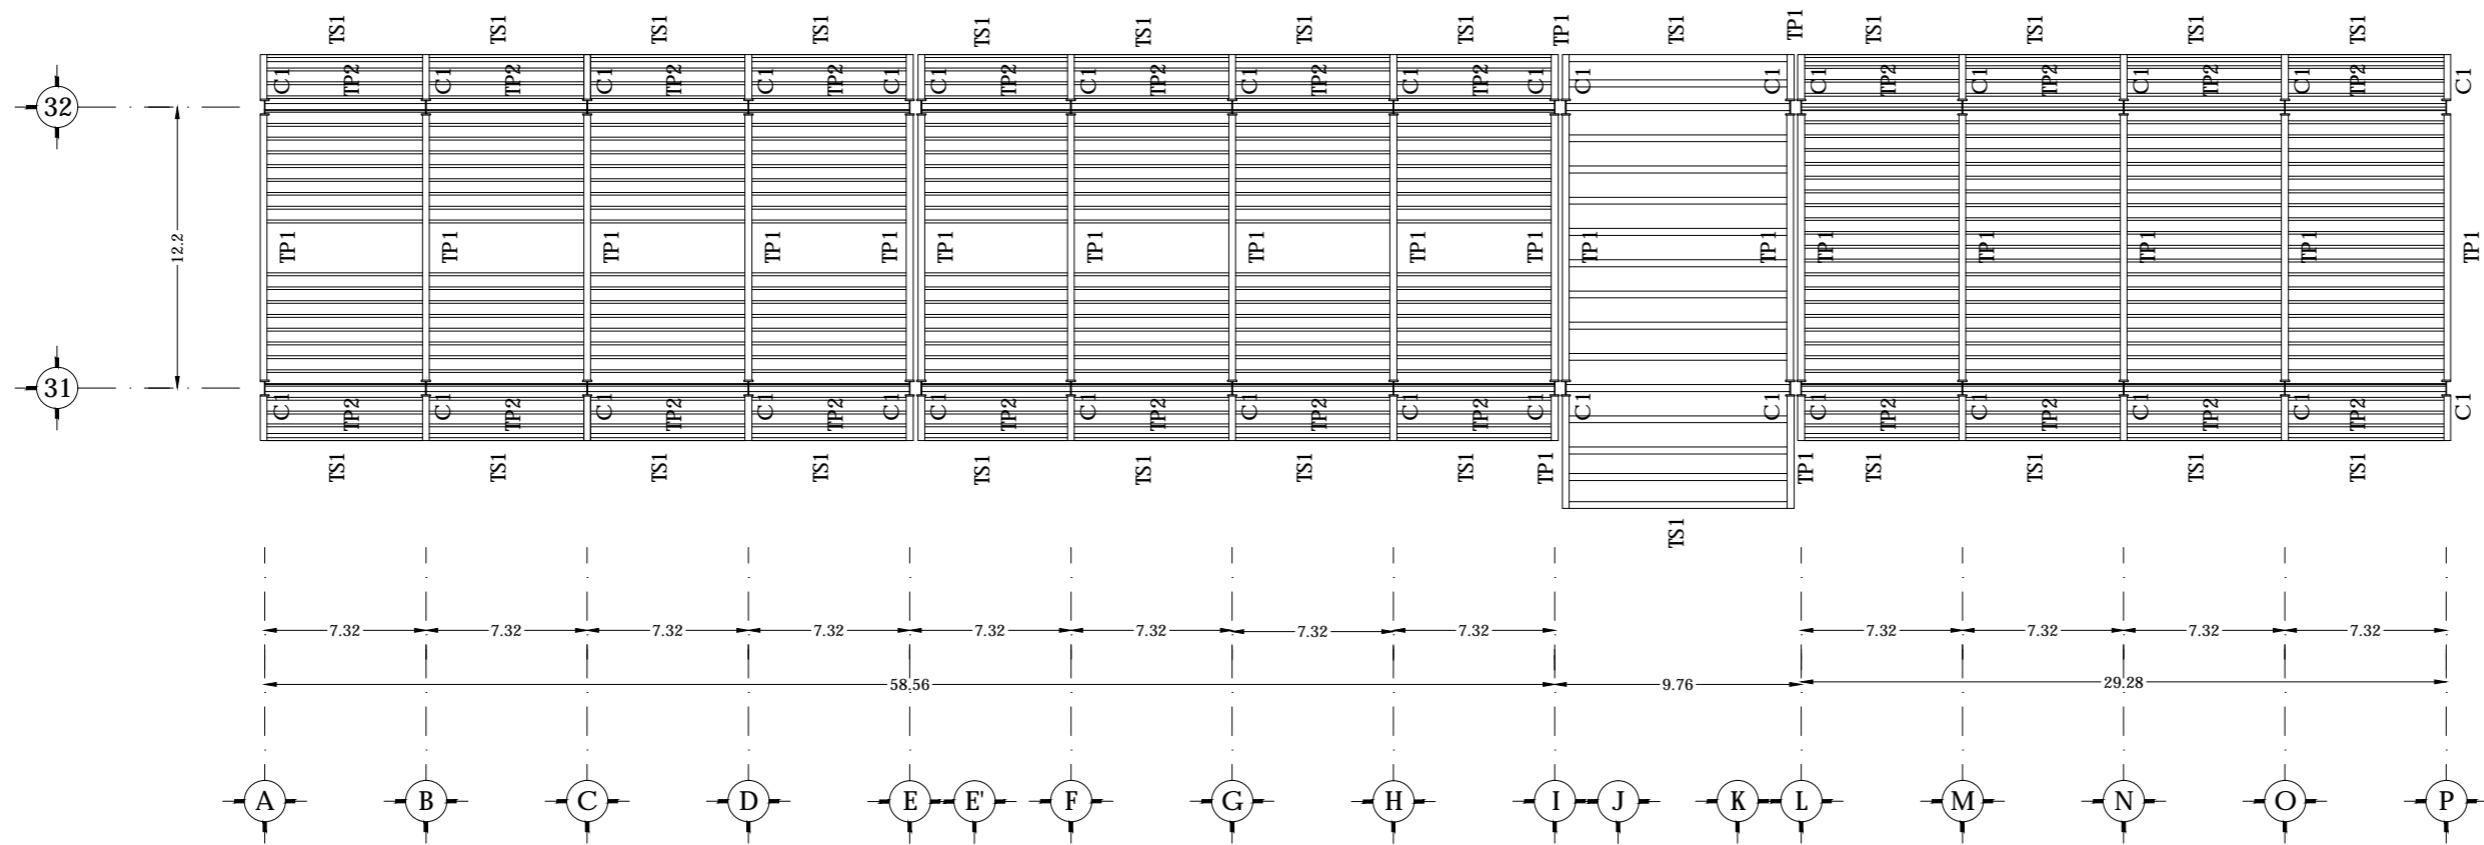 TS1 TS1 TS1 TS1 TS1 TS1 TS1 TS1 TP1 TS1 TP1 TS1 TS1 TS1 TS1
C1 TP2 C1 TP2 C1 TP2 C1 TP2 C1 C1 TP2 C1 TP2 C1 TP2 C1 TP2 C1 C1 C1 C1 TP2 C1 TP2 C1 TP2 C1 TP2 C1
32
12.2
TP1 TP1 TP1 TP1 TP1 TP1 TP1 TP1 TP1 TP1 TP1 TP1 TP1 TP1 TP1 TP1 TP1
31
C1 TP2 C1 TP2 C1 TP2 C1 TP2 C1 C1 TP2 C1 TP2 C1 TP2 C1 TP2 C1 C1 C1 C1 TP2 C1 TP2 C1 TP2 C1 TP2 C1
TS1 TS1 TS1 TS1 TS1 TS1 TS1 TS1 TP1 TP1 TS1 TS1 TS1 TS1
TS1
7.32 7.32 7.32 7.32 7.32 7.32 7.32 7.32 7.32 7.32 7.32 7.32
58.56 9.76 29.28
A B C D E E' F G H I J K L M N O P